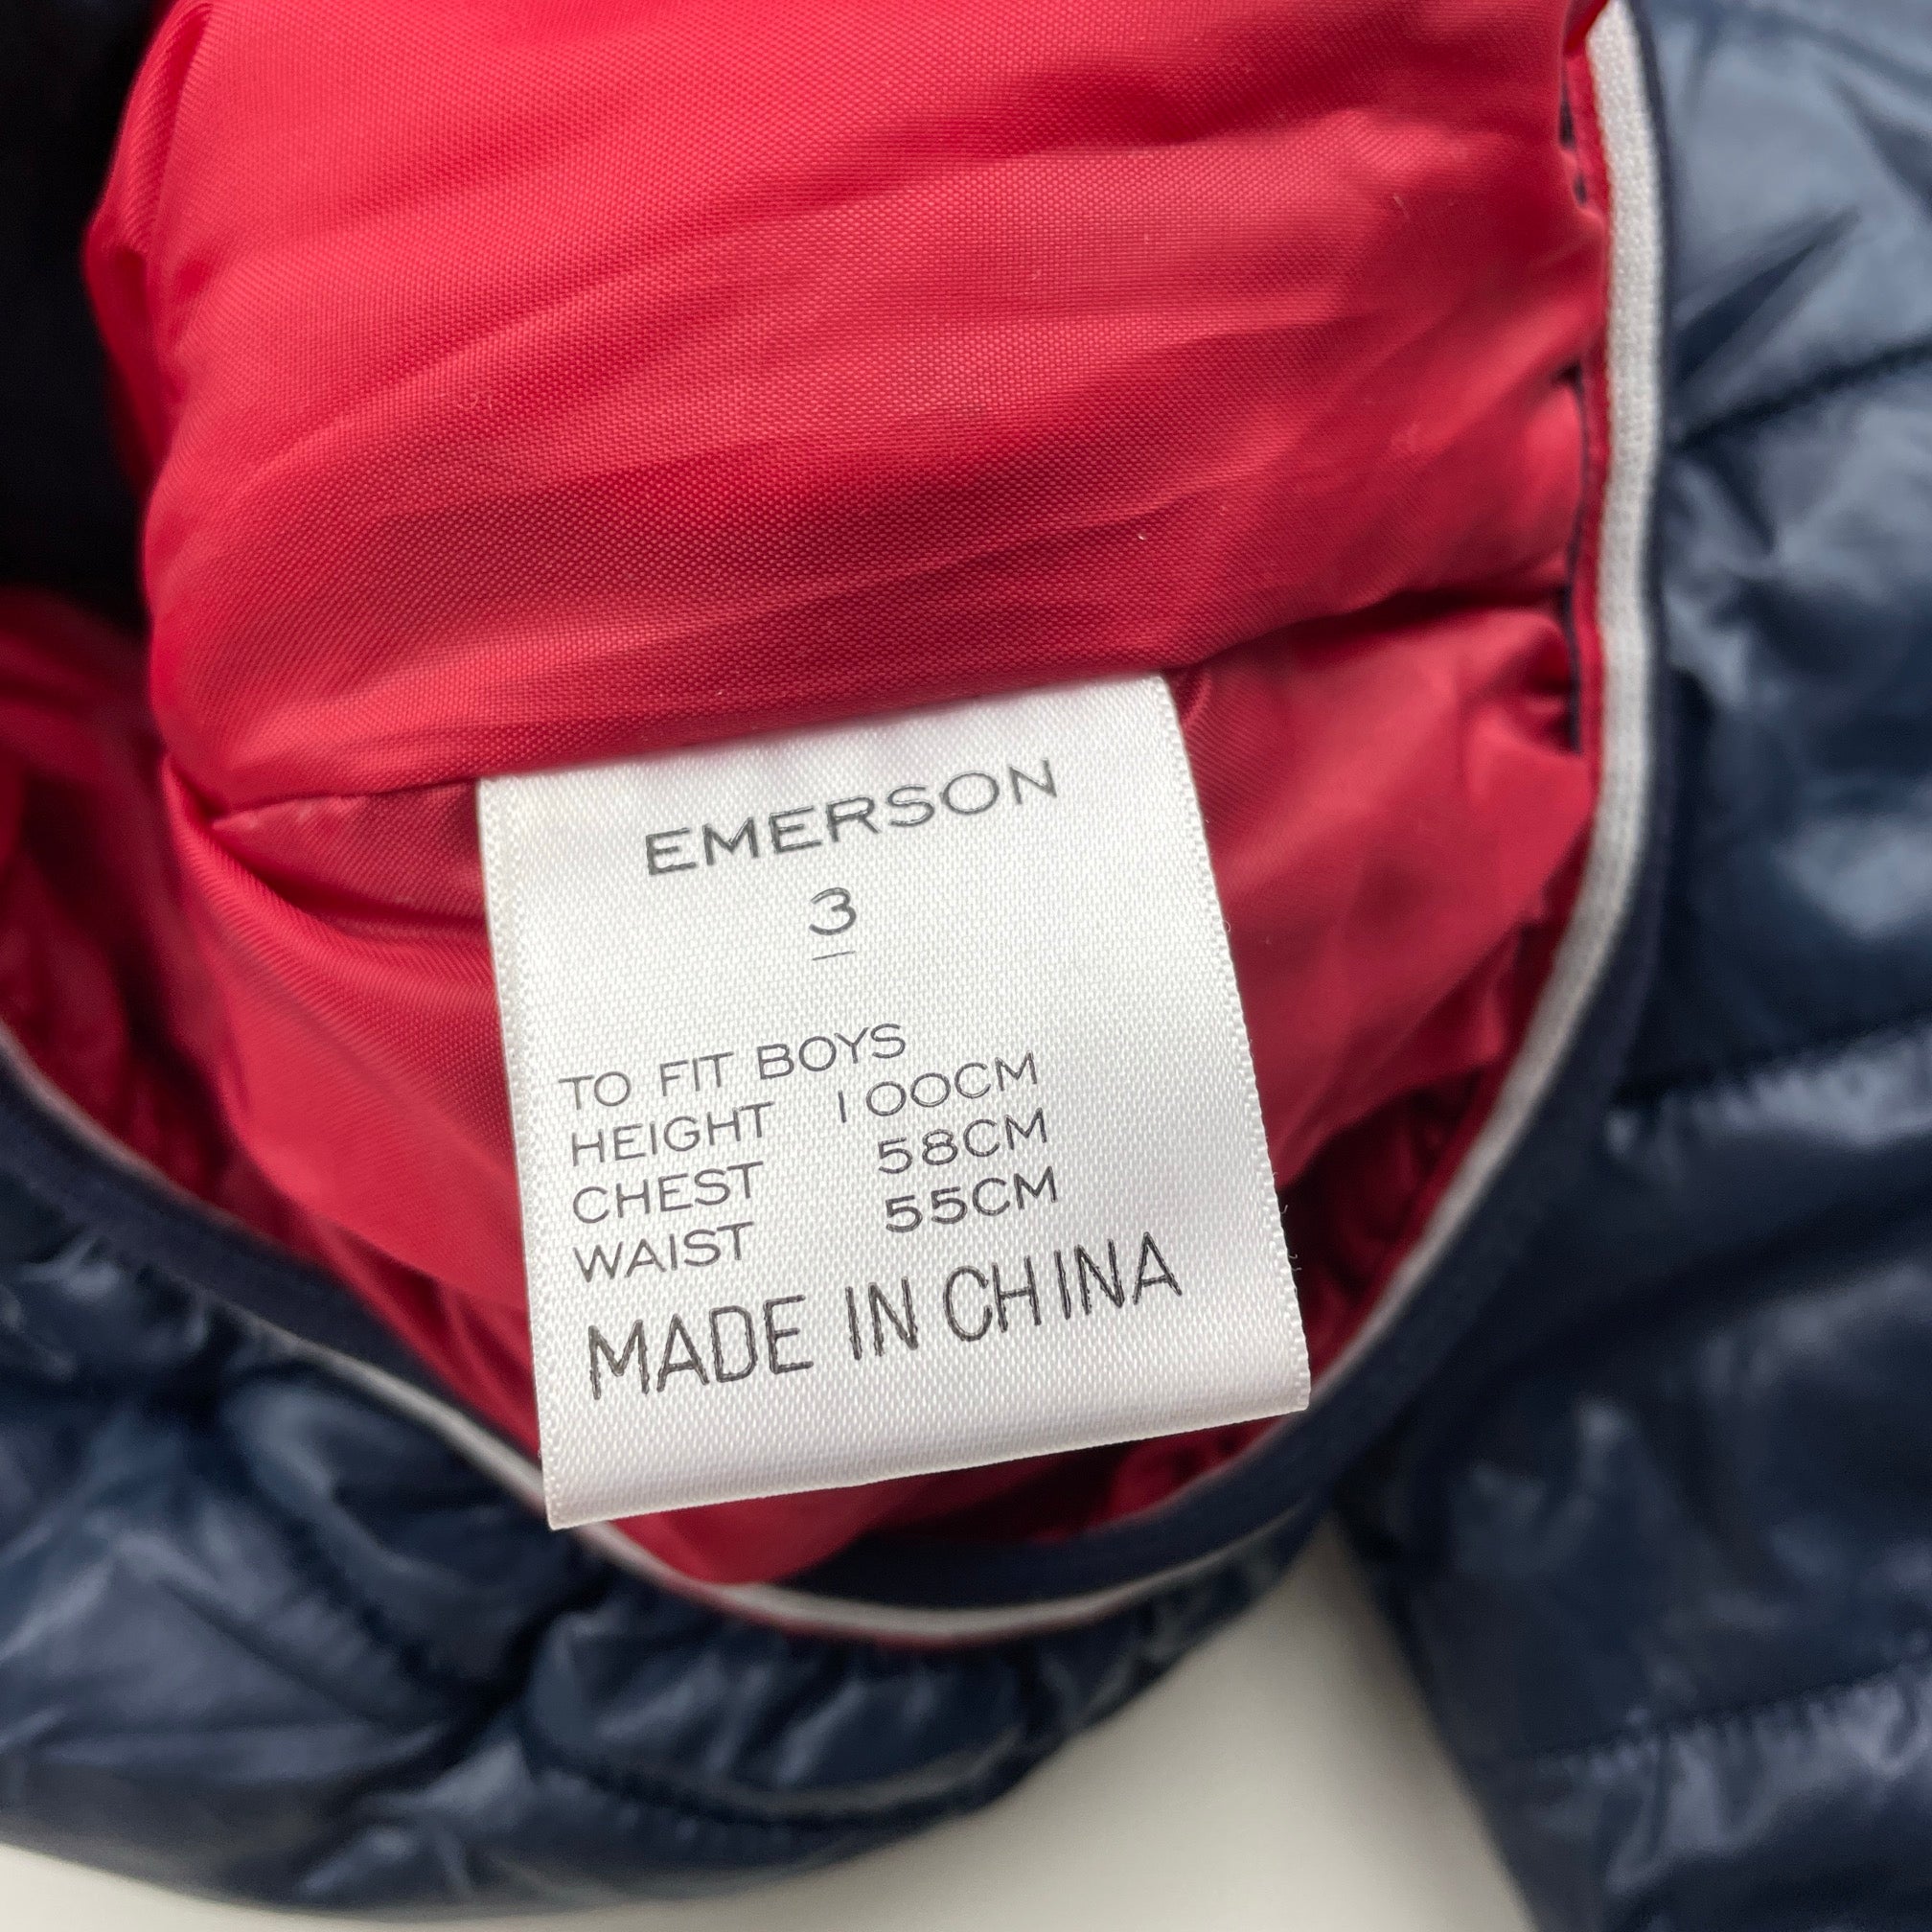 EMERSON
3
TO FIT BOYS
HEIGHT 100CM
CHEST 58CM
WAIST 55CM
MADE IN CHINA